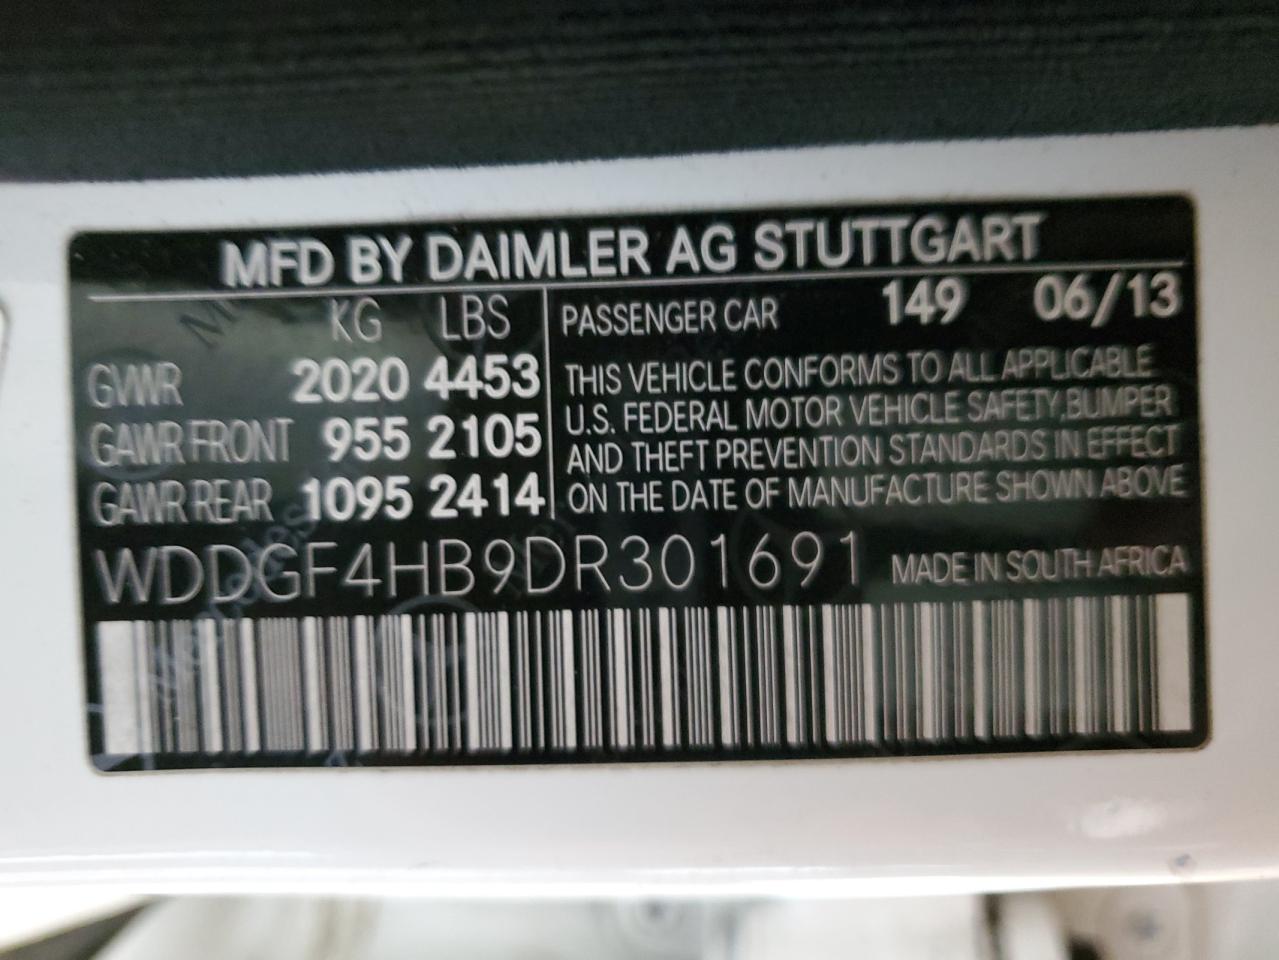 MFD BY DAIMLER AG STUTTGART
KG LBS
GVWR 2020 4453
GAWR FRONT 955 2105
GAWR REAR 1095 2414
PASSENGER CAR 149 06/13
THIS VEHICLE CONFORMS TO ALL APPLICABLE
U.S. FEDERAL MOTOR VEHICLE SAFETY,BUMPER
AND THEFT PREVENTION STANDARDS IN EFFECT
ON THE DATE OF MANUFACTURE SHOWN ABOVE
WDDGF4HB9DR301691 MADE IN SOUTH AFRICA